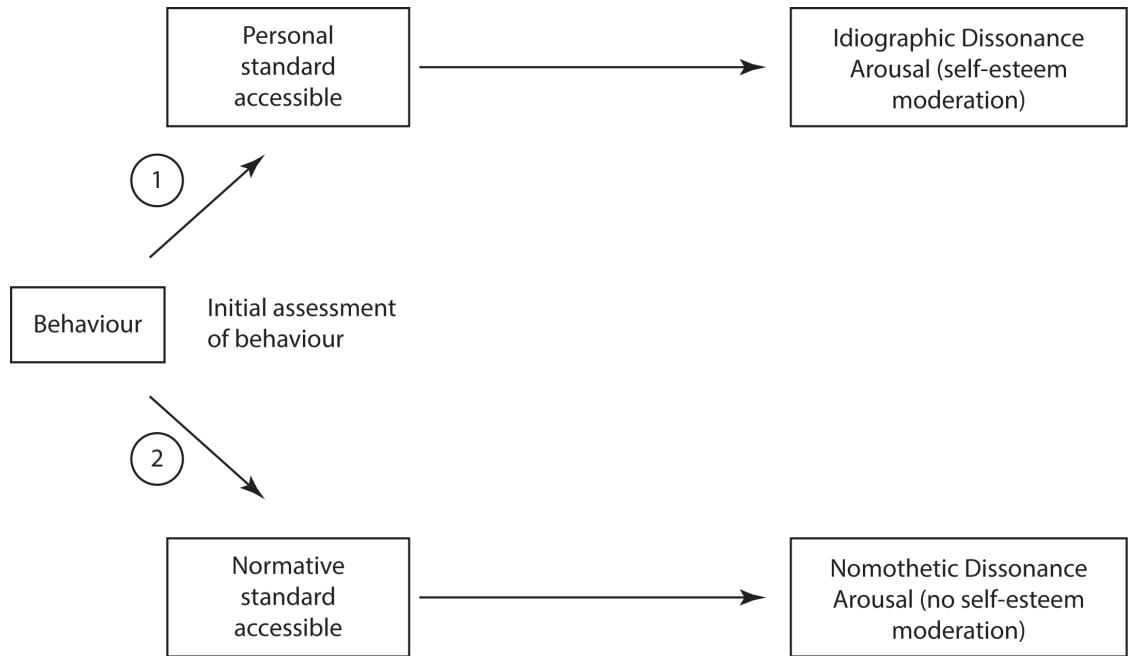 Personal
standard
accessible
Idiographic Dissonance
Arousal (self-esteem
moderation)
1
Behaviour
Initial assessment
of behaviour
2
Normative
standard
accessible
Nomothetic Dissonance
Arousal (no self-esteem
moderation)